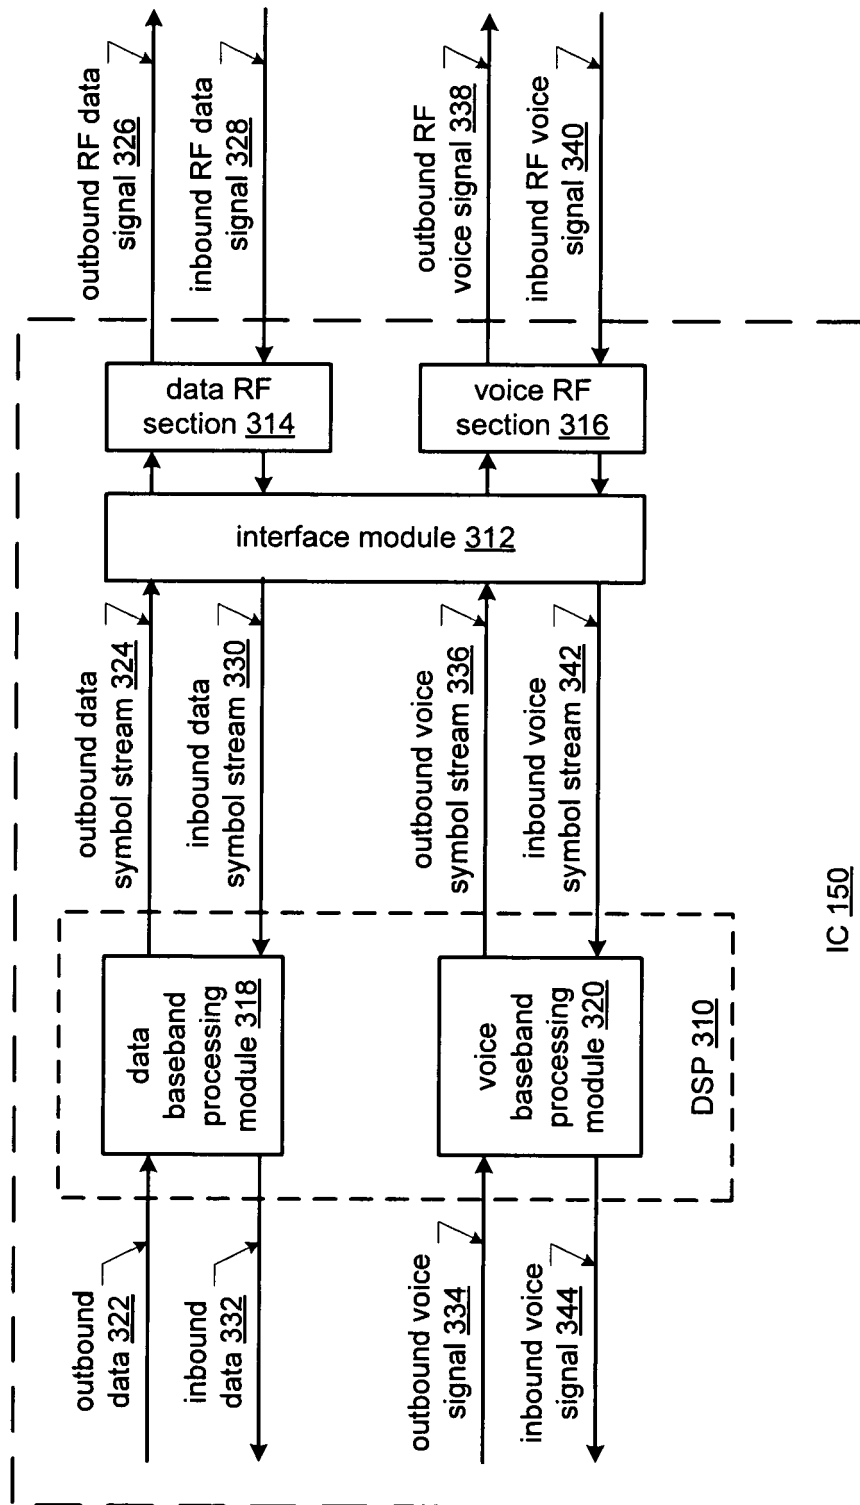 outbound RF data
signal 326
inbound RF data
signal 328
outbound RF
voice signal 338
inbound RF voice
signal 340
data RF
section 314
voice RF
section 316
interface module 312
outbound data
symbol stream 324
inbound data
symbol stream 330
outbound voice
symbol stream 336
inbound voice
symbol stream 342
data
baseband
processing
module 318
voice
baseband
processing
module 320
DSP 310
outbound
data 322
inbound
data 332
outbound voice
signal 334
inbound voice
signal 344
IC 150